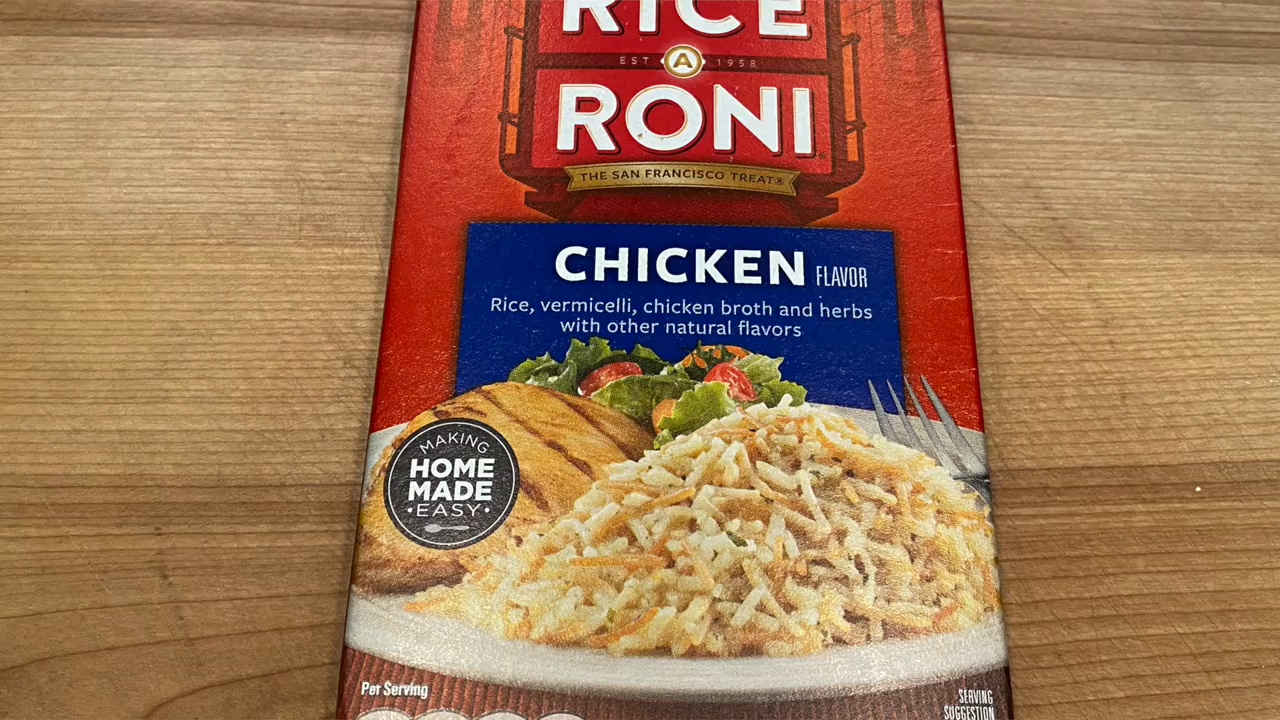 RICE
EST A 1958
RONI
THE SAN FRANCISCO TREAT®
CHICKEN FLAVOR
Rice, vermicelli, chicken broth and herbs
with other natural flavors
MAKING
HOME
MADE
•EASY•
Per Serving
SERVING
SUGGESTION